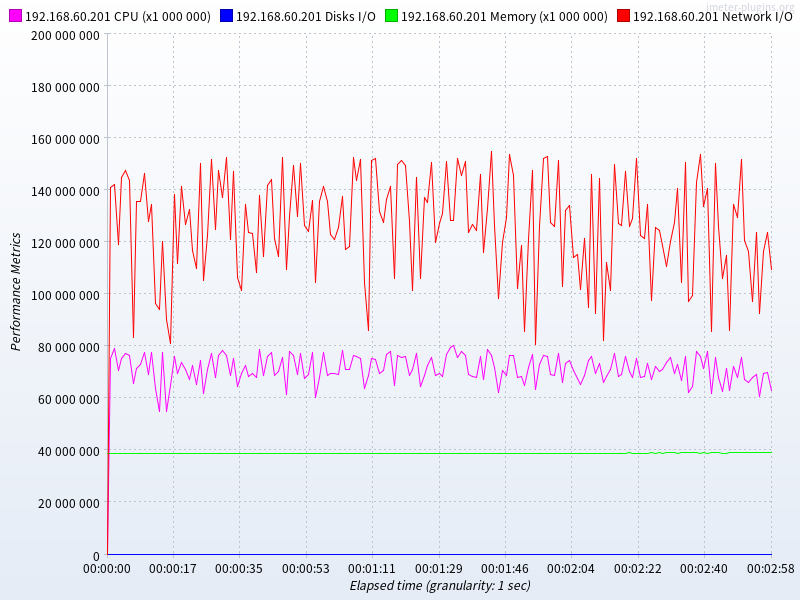 jmeter-plugins.org
192.168.60.201 CPU (x1 000 000) 192.168.60.201 Disks I/O 192.168.60.201 Memory (x1 000 000) 192.168.60.201 Network I/O
200 000 000
180 000 000
160 000 000
140 000 000
120 000 000
100 000 000
80 000 000
60 000 000
40 000 000
20 000 000
0
Performance Metrics
00:00:00 00:00:17 00:00:35 00:00:53 00:01:11 00:01:29 00:01:46 00:02:04 00:02:22 00:02:40 00:02:58
Elapsed time (granularity: 1 sec)